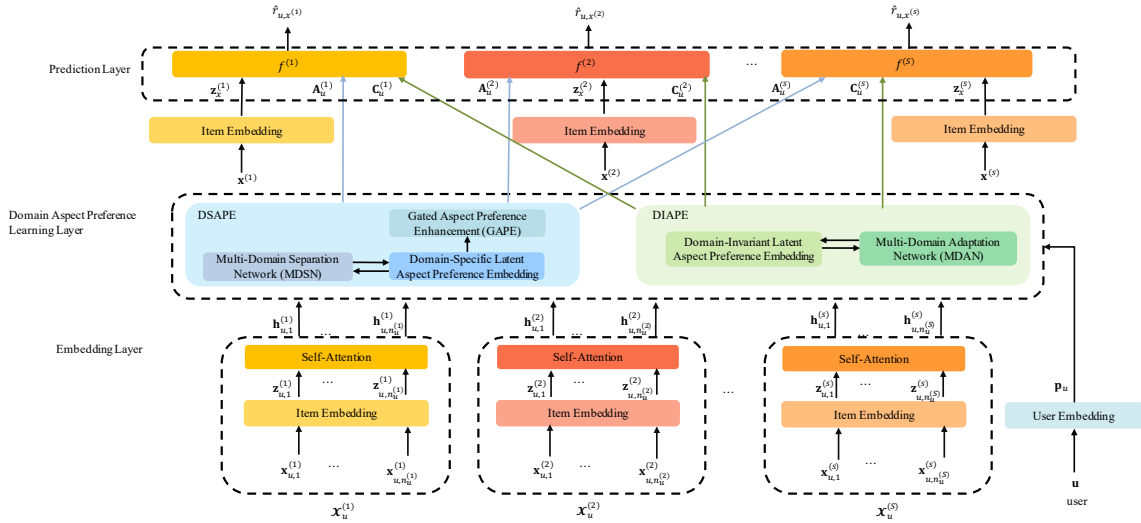 r̂_{u,x^{(1)}} r̂_{u,x^{(2)}} r̂_{u,x^{(s)}}
Prediction Layer
f^{(1)} f^{(2)} ... f^{(S)}
z_x^{(1)} A_u^{(1)} C_u^{(1)} A_u^{(2)} z_x^{(2)} C_u^{(2)} A_u^{(s)} C_u^{(s)} z_x^{(s)}
Item Embedding Item Embedding Item Embedding
x^{(1)} x^{(2)} x^{(s)}
Domain Aspect Preference
Learning Layer
DSAPE
Gated Aspect Preference
Enhancement (GAPE)
Multi-Domain Separation
Network (MDSN)
Domain-Specific Latent
Aspect Preference Embedding
DIAPE
Domain-Invariant Latent
Aspect Preference Embedding
Multi-Domain Adaptation
Network (MDAN)
h_{u,1}^{(1)} ... h_{u,n_u^{(1)}}^{(1)} h_{u,1}^{(2)} ... h_{u,n_u^{(2)}}^{(2)} h_{u,1}^{(s)} ... h_{u,n_u^{(S)}}^{(s)}
Embedding Layer
Self-Attention Self-Attention Self-Attention
z_{u,1}^{(1)} ... z_{u,n_u^{(1)}}^{(1)} z_{u,1}^{(2)} ... z_{u,n_u^{(2)}}^{(2)} ... z_{u,1}^{(s)} ... z_{u,n_u^{(S)}}^{(s)} p_u
Item Embedding Item Embedding Item Embedding User Embedding
x_{u,1}^{(1)} ... x_{u,n_u^{(1)}}^{(1)} x_{u,1}^{(2)} ... x_{u,n_u^{(2)}}^{(2)} x_{u,1}^{(s)} ... x_{u,n_u^{(S)}}^{(s)} u
user
𝒳_u^{(1)} 𝒳_u^{(2)} 𝒳_u^{(S)}